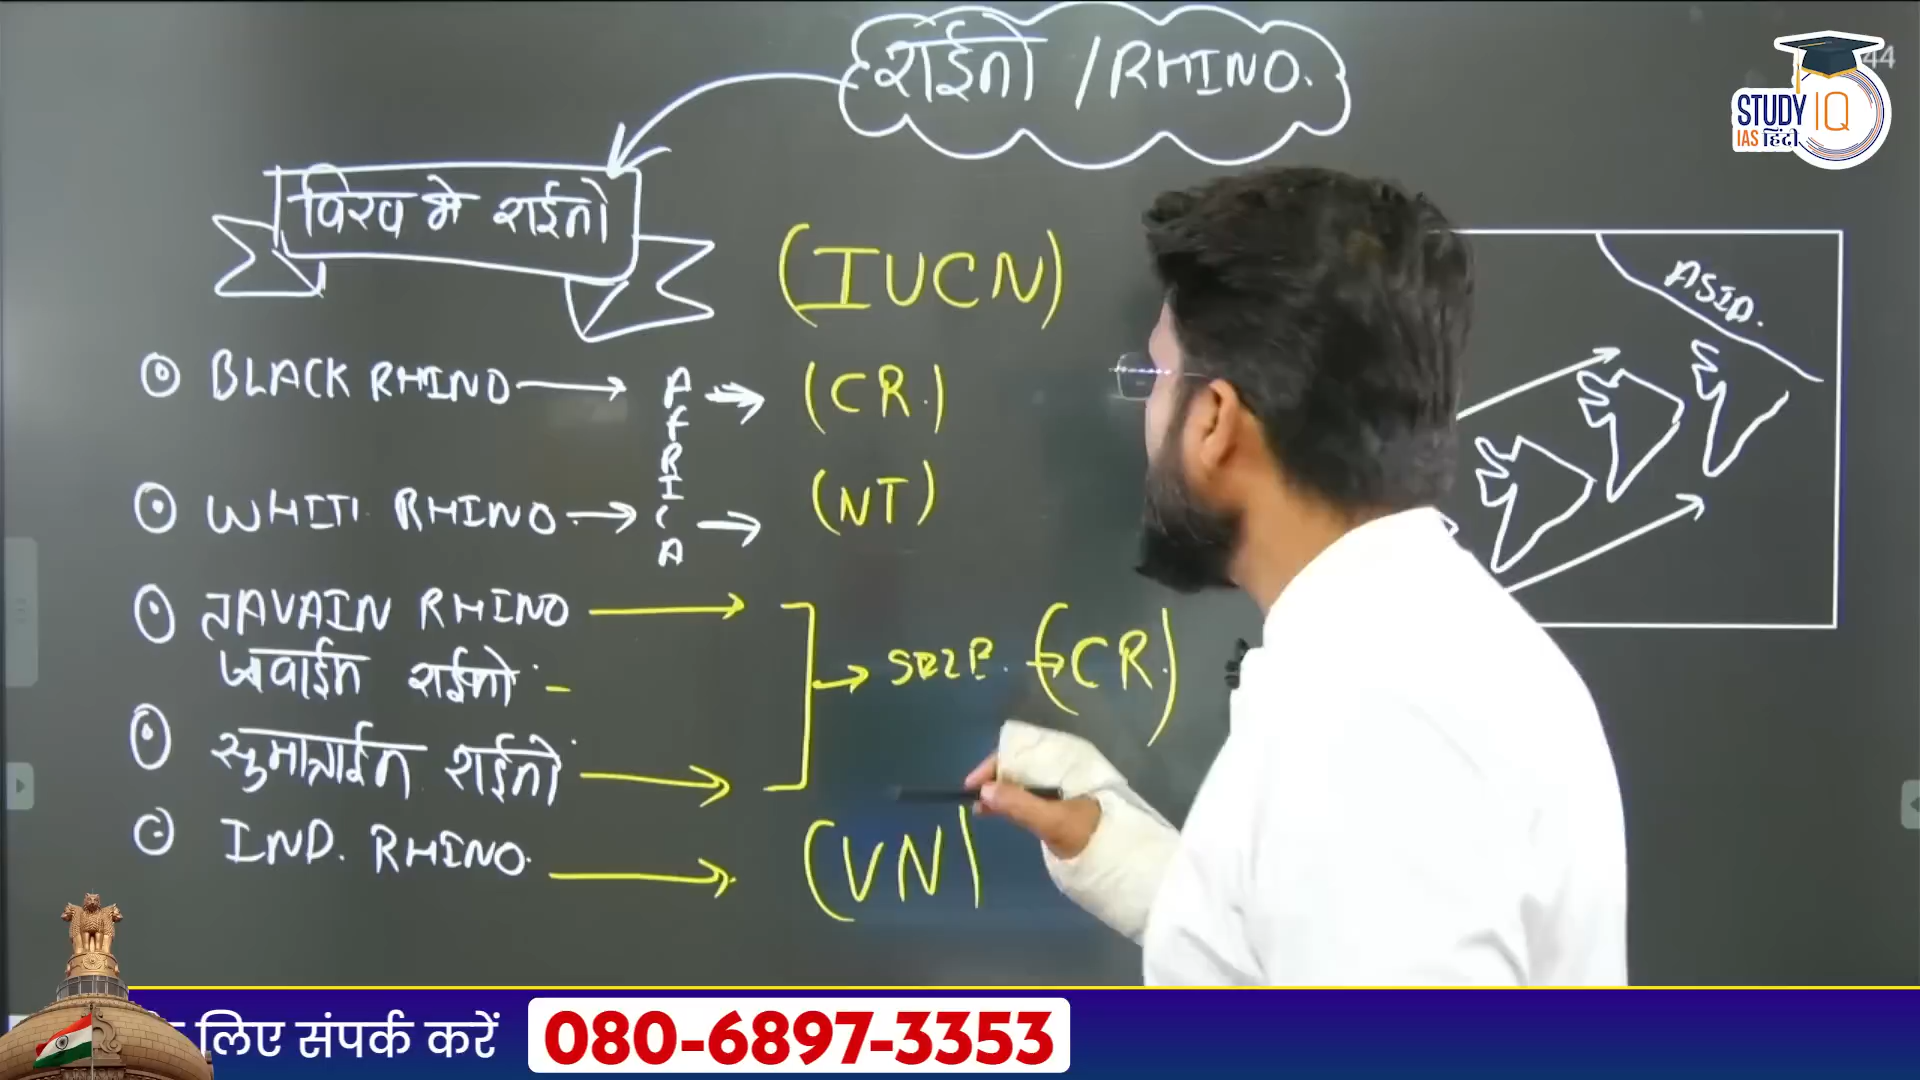 राईनो / RHINO.
44
STUDY IQ
IAS हिंदी
विश्व में राईनो
(IUCN)
ASIA.
BLACK RHINO → AFRICA → (CR.)
WHITE RHINO. → → (NT)
JAVAIN RHINO
जवाईन राईनो -
→ (CR.)
सुमात्राईन राईनो
IND. RHINO. → (VN)
लिए संपर्क करें 080-6897-3353